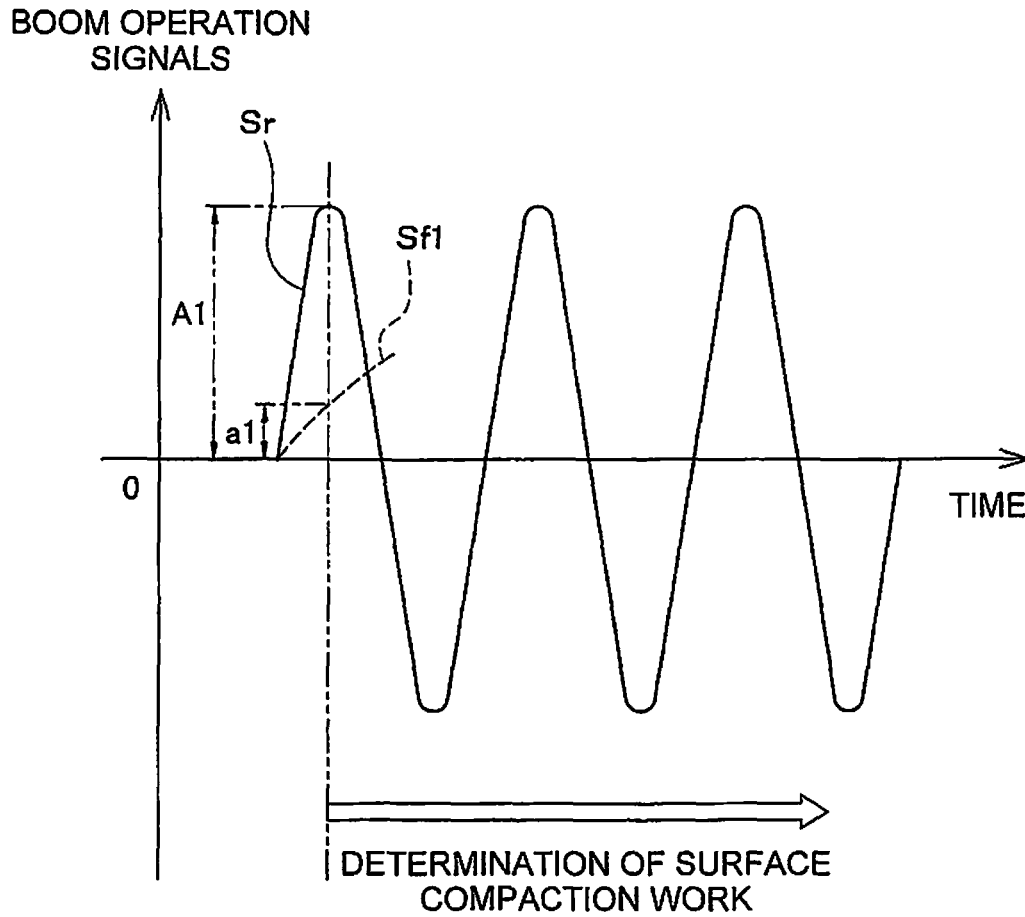 BOOM OPERATION
SIGNALS
Sr
Sf1
A1
a1
0
TIME
DETERMINATION OF SURFACE
COMPACTION WORK